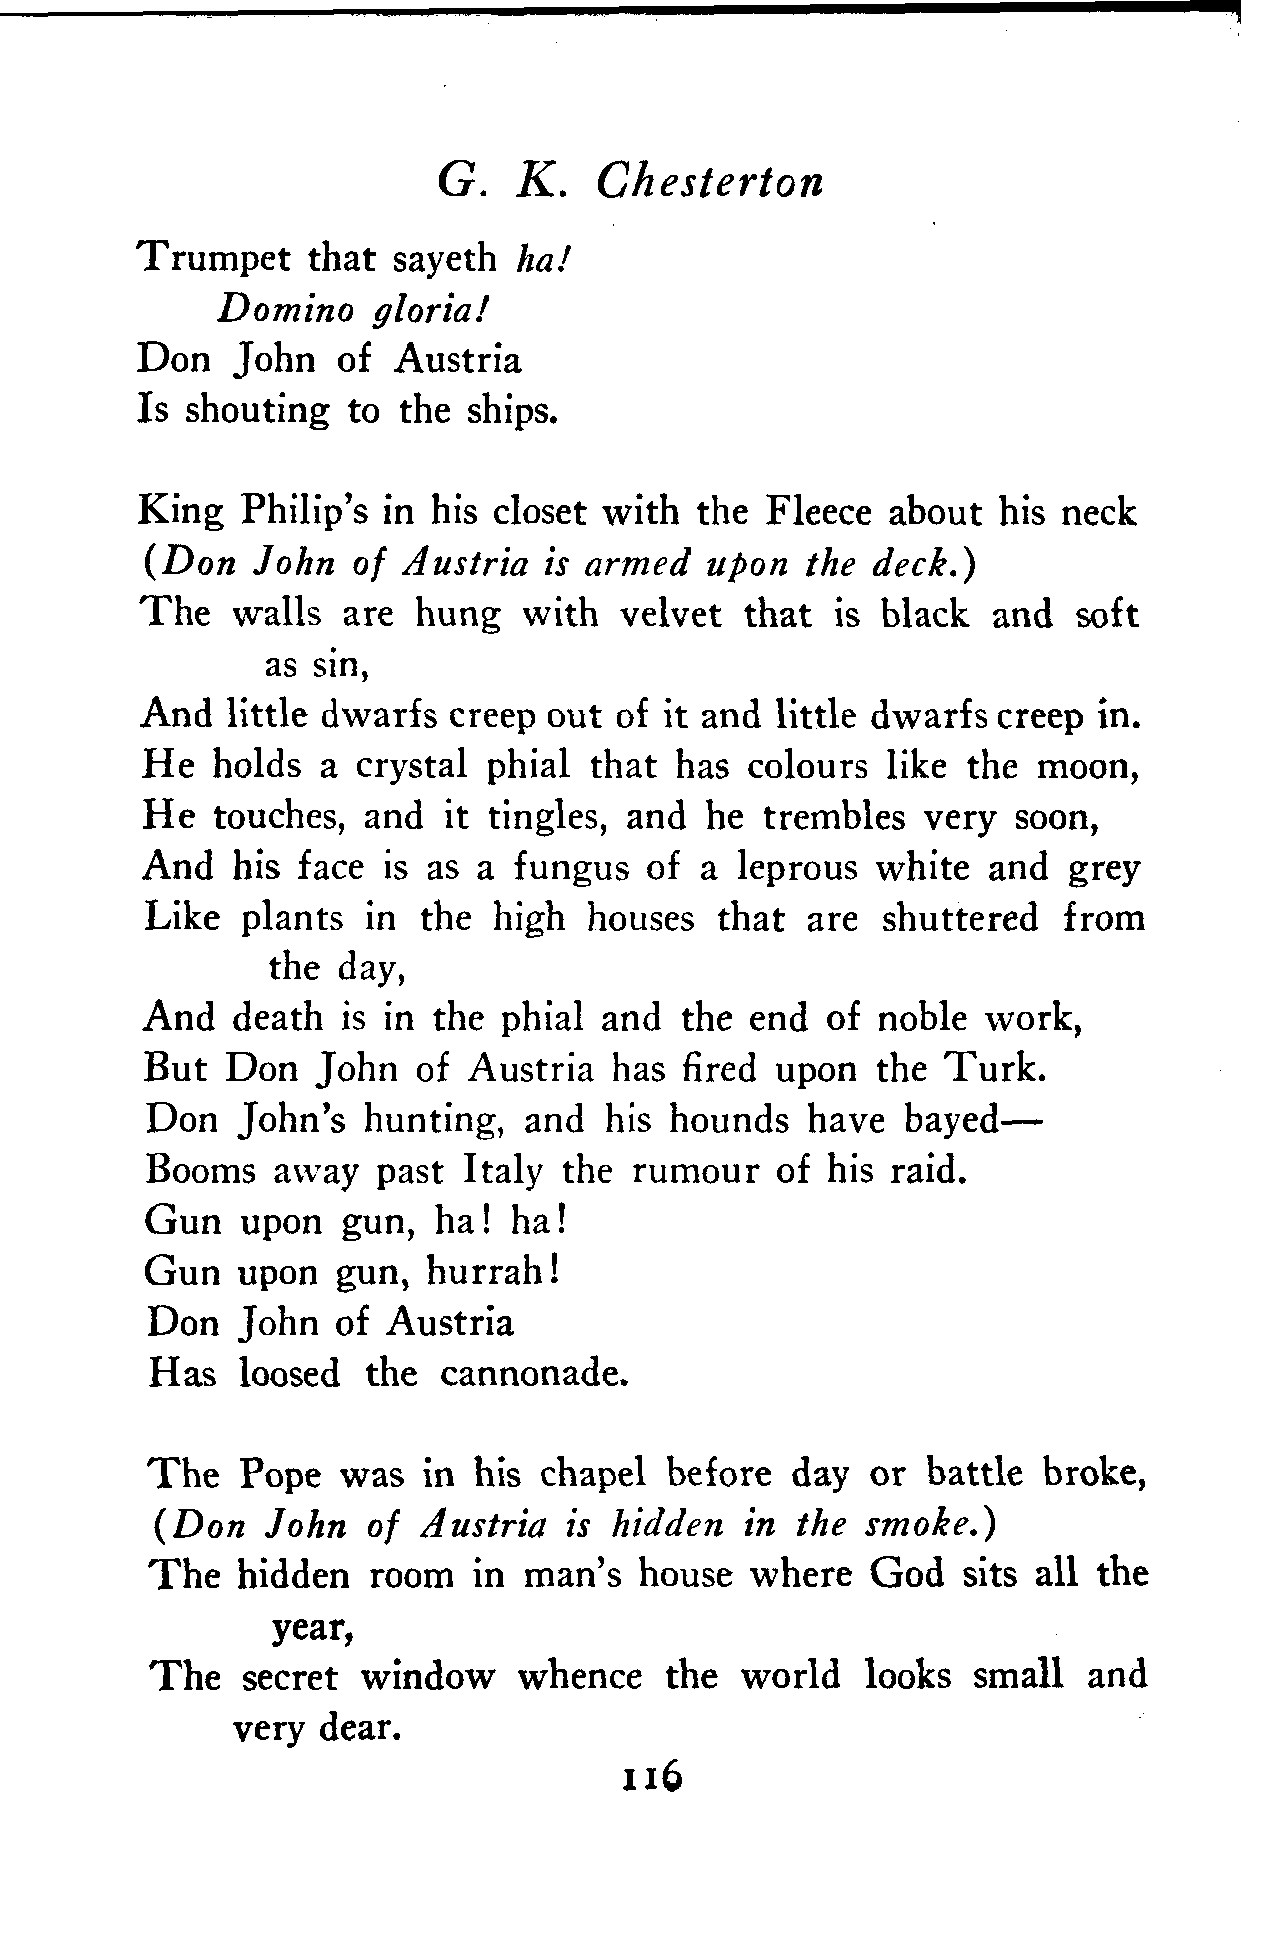 G. K. Chesterton
Trumpet that sayeth ha!
Domino gloria!
Don John of Austria
Is shouting to the ships.
King Philip's in his closet with the Fleece about his neck
(Don John of Austria is armed upon the deck.)
The walls are hung with velvet that is black and soft
as sin,
And little dwarfs creep out of it and little dwarfs creep in.
He holds a crystal phial that has colours like the moon,
He touches, and it tingles, and he trembles very soon,
And his face is as a fungus of a leprous white and grey
Like plants in the high houses that are shuttered from
the day,
And death is in the phial and the end of noble work,
But Don John of Austria has fired upon the Turk.
Don John's hunting, and his hounds have bayed—
Booms away past Italy the rumour of his raid.
Gun upon gun, ha! ha!
Gun upon gun, hurrah!
Don John of Austria
Has loosed the cannonade.
The Pope was in his chapel before day or battle broke,
(Don John of Austria is hidden in the smoke.)
The hidden room in man's house where God sits all the
year,
The secret window whence the world looks small and
very dear.
116